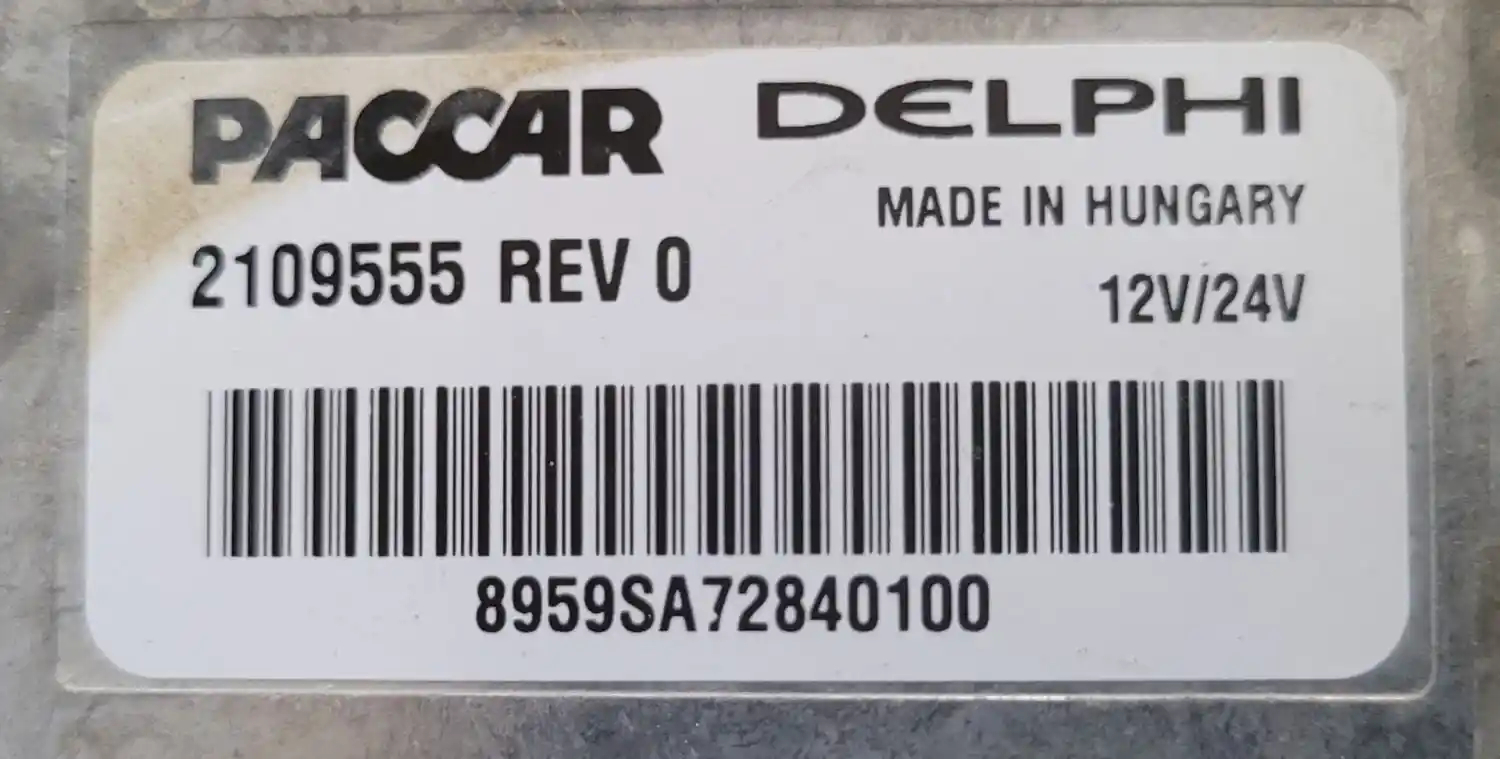 PACCAR DELPHI
MADE IN HUNGARY
2109555 REV 0
12V/24V
8959SA72840100